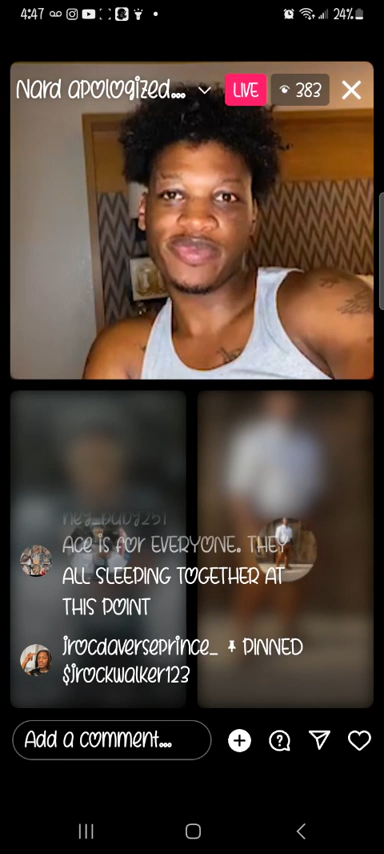 4:47
24%
Nard apologized...
LIVE
383
hey_baby251
ACE iS FOR EVERYONE. THEY
ALL SLEEPING TOGETHER AT
THIS POINT
jrocdaverseprince_ PINNED
$jrockwalker123
Add a comment...